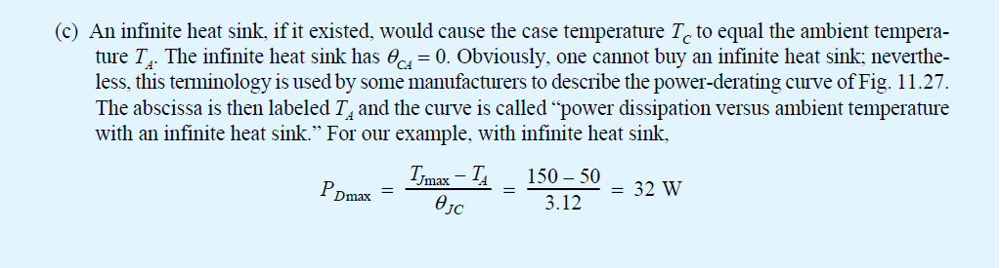 (c) An infinite heat sink, if it existed, would cause the case temperature T_C to equal the ambient tempera-
ture T_A. The infinite heat sink has θ_CA = 0. Obviously, one cannot buy an infinite heat sink; neverthe-
less, this terminology is used by some manufacturers to describe the power-derating curve of Fig. 11.27.
The abscissa is then labeled T_A and the curve is called “power dissipation versus ambient temperature
with an infinite heat sink.” For our example, with infinite heat sink,
P_Dmax = (T_Jmax − T_A) / θ_JC = (150 – 50) / 3.12 = 32 W